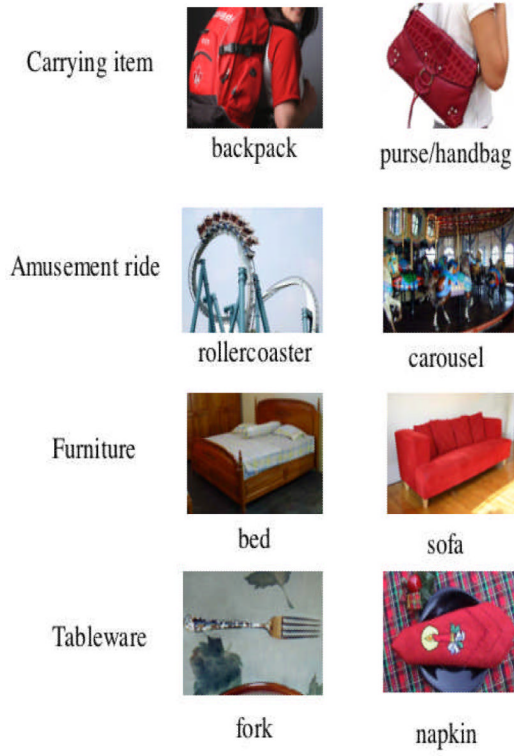 Carrying item
backpack
purse/handbag
Amusement ride
rollercoaster
carousel
Furniture
bed
sofa
Tableware
fork
napkin